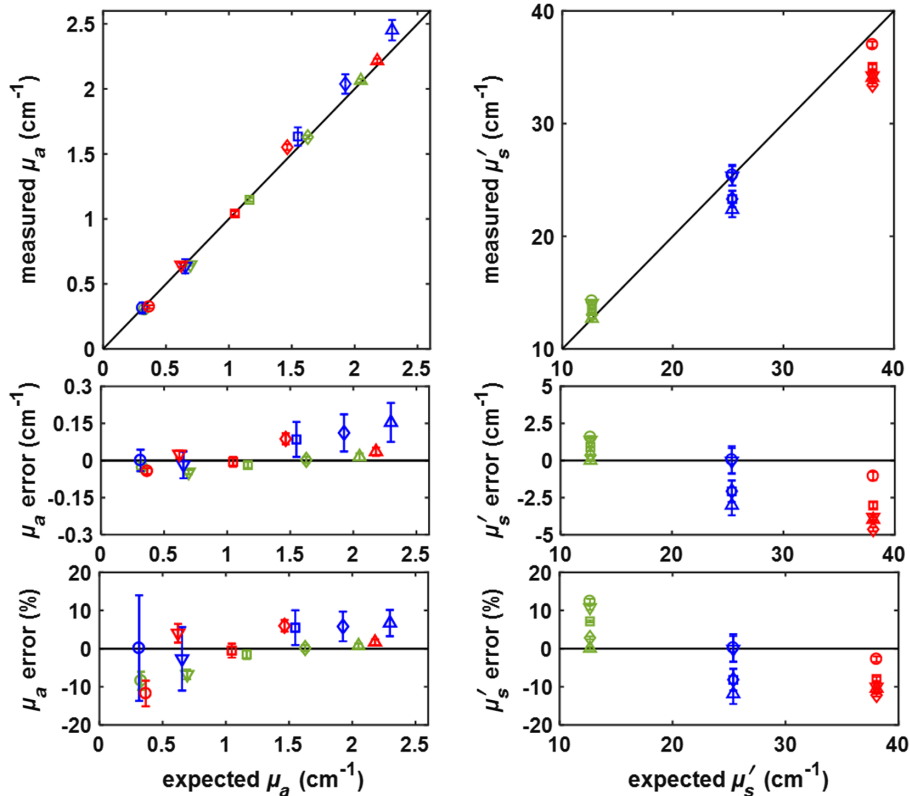 measured μa (cm-1)
2.5
2
1.5
1
0.5
0
0 0.5 1 1.5 2 2.5
measured μs′ (cm-1)
40
30
20
10
10 20 30 40
μa error (cm-1)
0.3
0.15
0
-0.15
-0.3
0 0.5 1 1.5 2 2.5
μs′ error (cm-1)
5
2.5
0
-2.5
-5
10 20 30 40
μa error (%)
20
10
0
-10
-20
0 0.5 1 1.5 2 2.5
expected μa (cm-1)
μs′ error (%)
20
10
0
-10
-20
10 20 30 40
expected μs′ (cm-1)